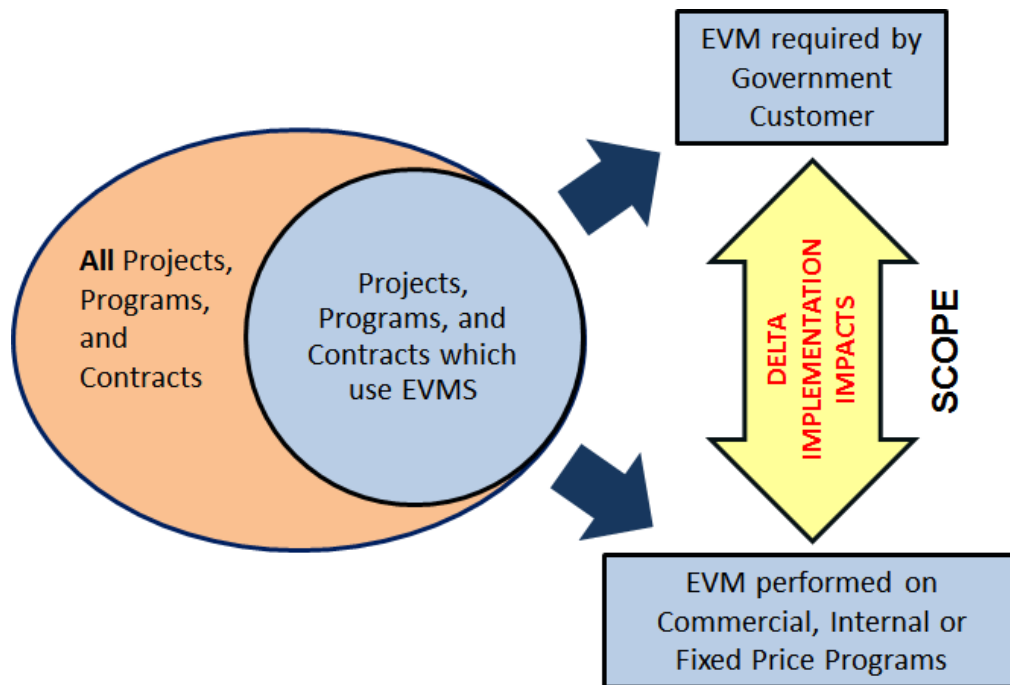 All Projects,
Programs,
and
Contracts
Projects,
Programs, and
Contracts which
use EVMS
EVM required by
Government
Customer
DELTA
IMPLEMENTATION
IMPACTS
SCOPE
EVM performed on
Commercial, Internal or
Fixed Price Programs